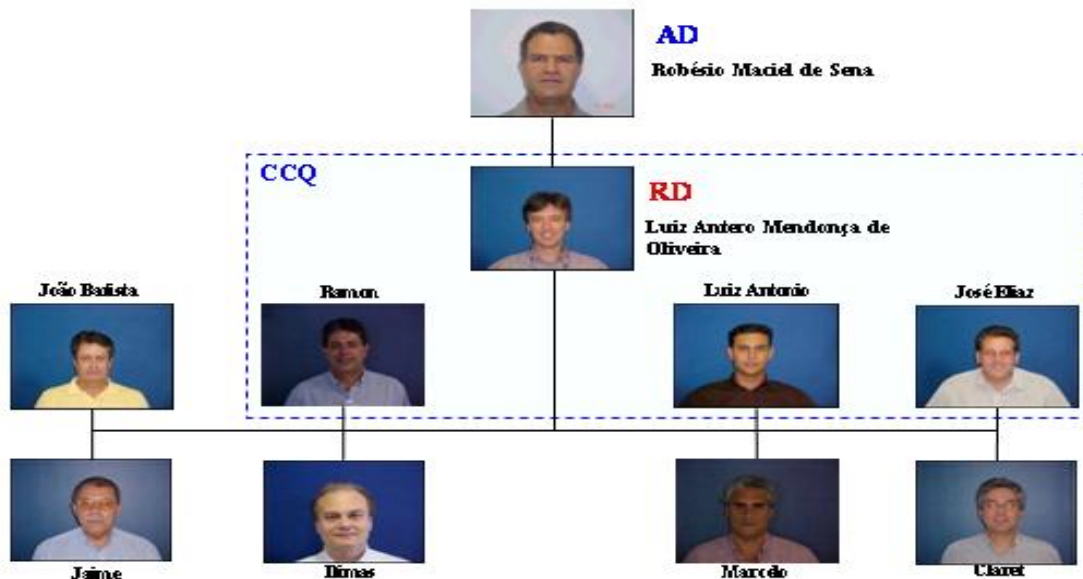 AD
Robésio Maciel de Sena
CCQ
RD
Luiz Antero Mendonça de
Oliveira
João Batista
Ramon
Luiz Antonio
José Eliaz
Jaime
Dimas
Marcelo
Claret